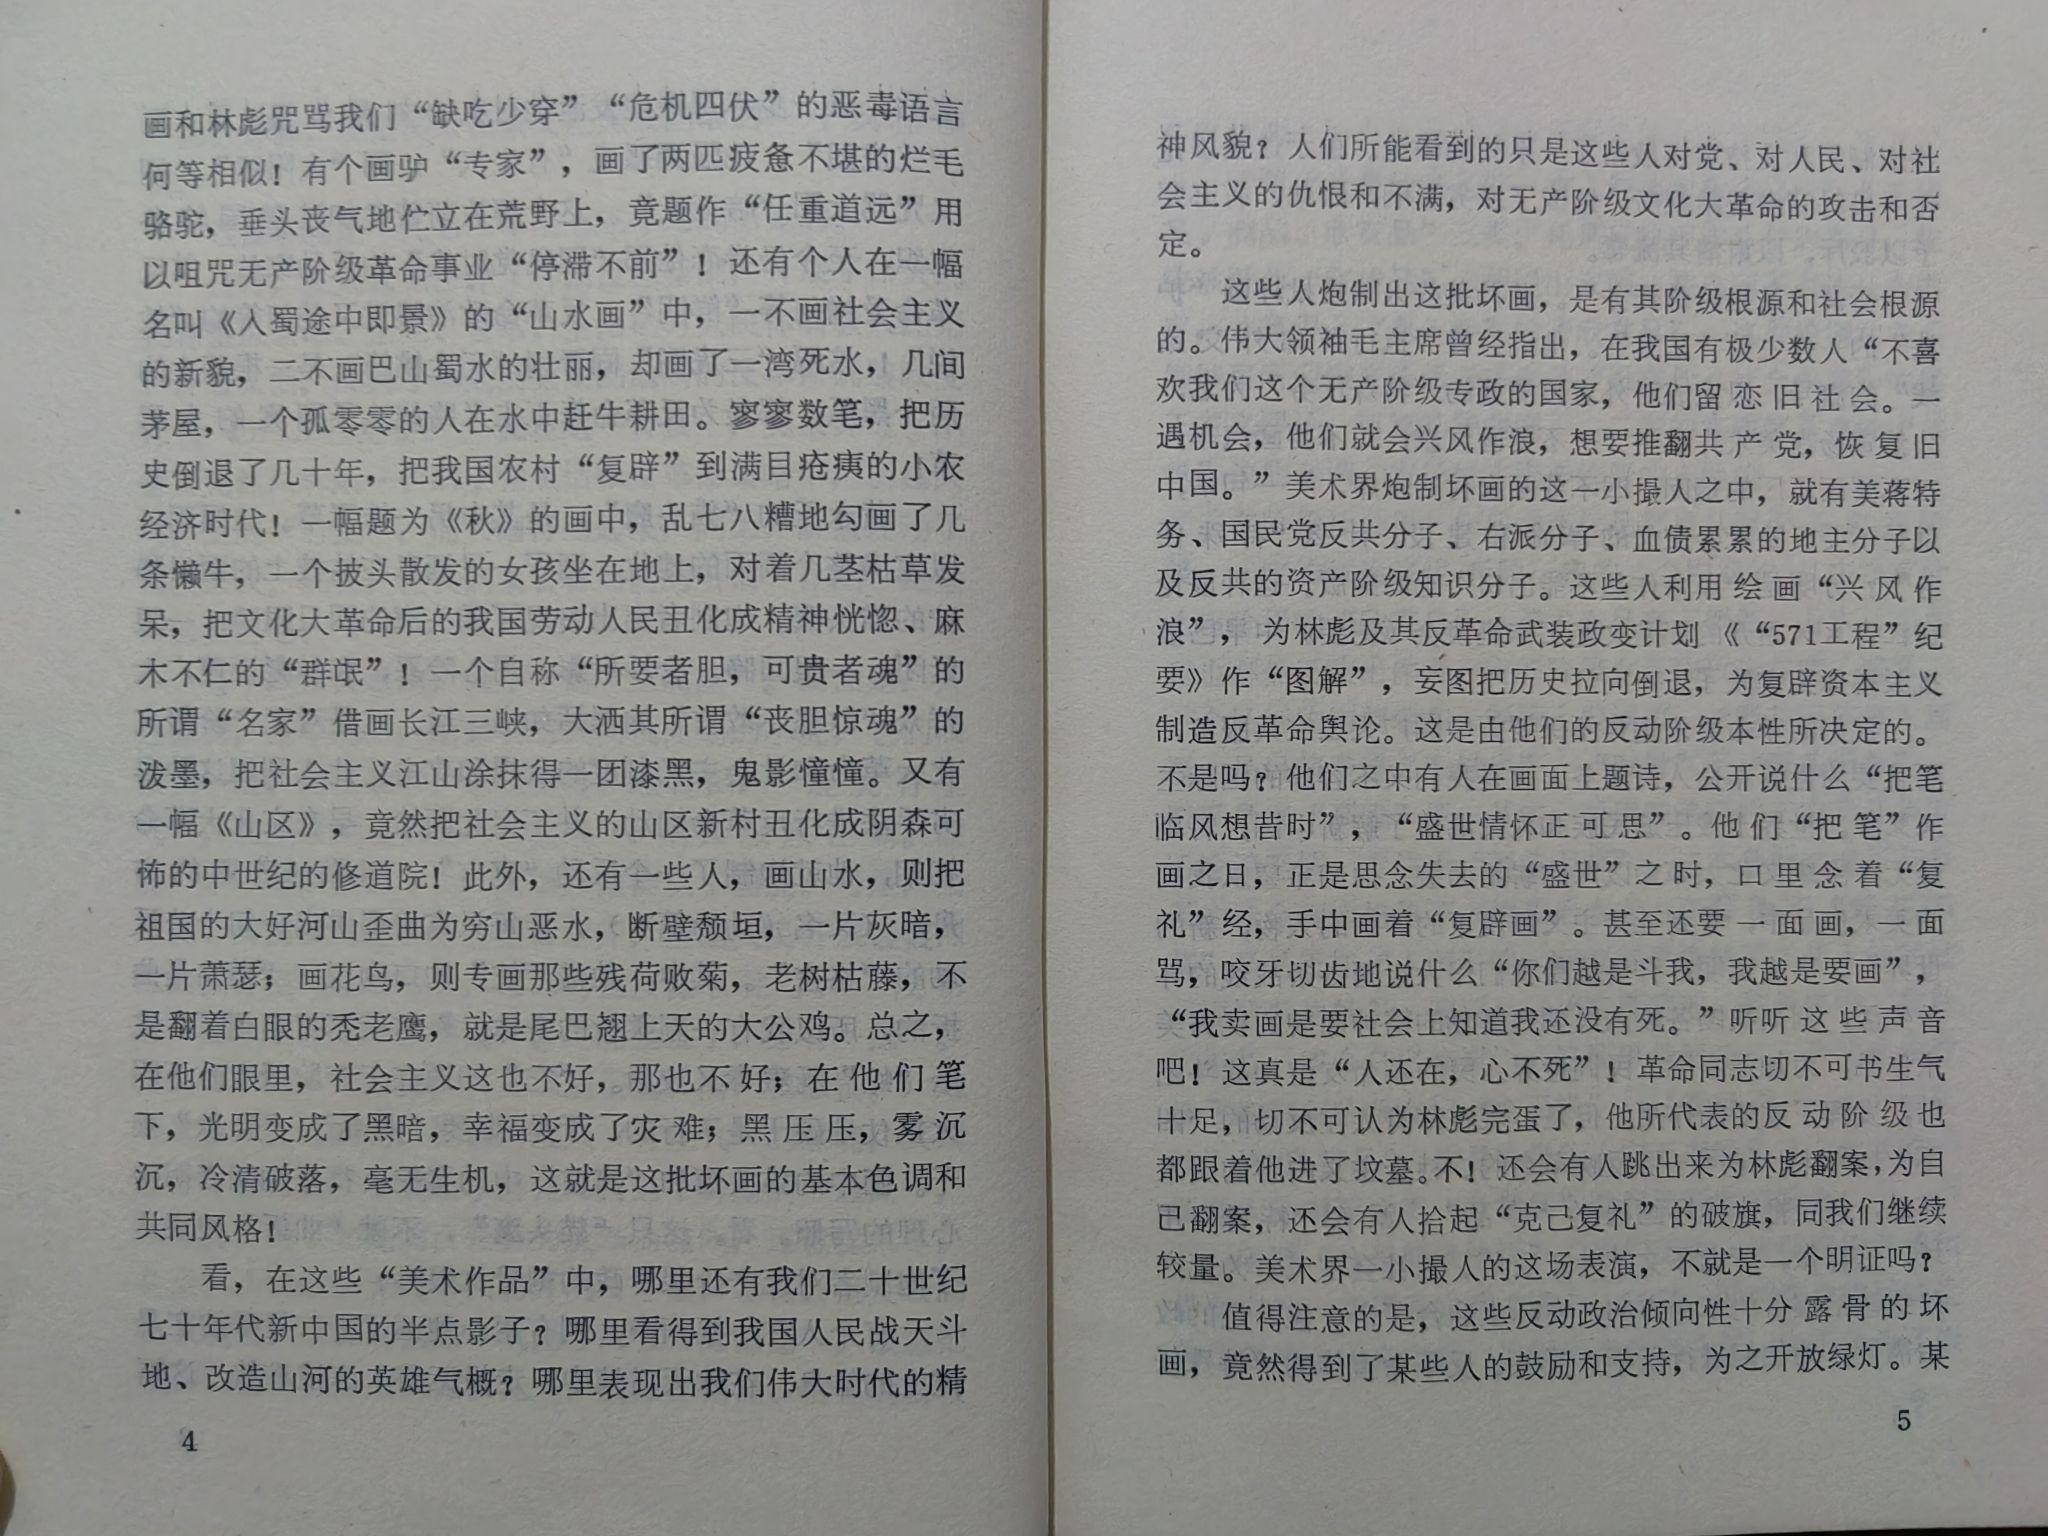 画和林彪咒骂我们“缺吃少穿”“危机四伏”的恶毒语言
何等相似！有个画驴“专家”，画了两匹疲惫不堪的烂毛
骆驼，垂头丧气地伫立在荒野上，竟题作“任重道远”用
以咀咒无产阶级革命事业“停滞不前”！还有个人在一幅
名叫《入蜀途中即景》的“山水画”中，一不画社会主义
的新貌，二不画巴山蜀水的壮丽，却画了一湾死水，几间
茅屋，一个孤零零的人在水中赶牛耕田。寥寥数笔，把历
史倒退了几十年，把我国农村“复辟”到满目疮痍的小农
经济时代！一幅题为《秋》的画中，乱七八糟地勾画了几
条懒牛，一个披头散发的女孩坐在地上，对着几茎枯草发
呆，把文化大革命后的我国劳动人民丑化成精神恍惚、麻
木不仁的“群氓”！一个自称“所要者胆，可贵者魂”的
所谓“名家”借画长江三峡，大洒其所谓“丧胆惊魂”的
泼墨，把社会主义江山涂抹得一团漆黑，鬼影憧憧。又有
一幅《山区》，竟然把社会主义的山区新村丑化成阴森可
怖的中世纪的修道院！此外，还有一些人，画山水，则把
祖国的大好河山歪曲为穷山恶水，断壁颓垣，一片灰暗，
一片萧瑟；画花鸟，则专画那些残荷败菊，老树枯藤，不
是翻着白眼的秃老鹰，就是尾巴翘上天的大公鸡。总之，
在他们眼里，社会主义这也不好，那也不好；在他们笔
下，光明变成了黑暗，幸福变成了灾难；黑压压，雾沉
沉，冷清破落，毫无生机，这就是这批坏画的基本色调和
共同风格！
看，在这些“美术作品”中，哪里还有我们二十世纪
七十年代新中国的半点影子？哪里看得到我国人民战天斗
地、改造山河的英雄气概？哪里表现出我们伟大时代的精
4
神风貌？人们所能看到的只是这些人对党、对人民、对社
会主义的仇恨和不满，对无产阶级文化大革命的攻击和否
定。
这些人炮制出这批坏画，是有其阶级根源和社会根源
的。伟大领袖毛主席曾经指出，在我国有极少数人“不喜
欢我们这个无产阶级专政的国家，他们留恋旧社会。一
遇机会，他们就会兴风作浪，想要推翻共产党，恢复旧
中国。”美术界炮制坏画的这一小撮人之中，就有美蒋特
务、国民党反共分子、右派分子、血债累累的地主分子以
及反共的资产阶级知识分子。这些人利用绘画“兴风作
浪”，为林彪及其反革命武装政变计划《“571工程”纪
要》作“图解”，妄图把历史拉向倒退，为复辟资本主义
制造反革命舆论。这是由他们的反动阶级本性所决定的。
不是吗？他们之中有人在画面上题诗，公开说什么“把笔
临风想昔时”，“盛世情怀正可思”。他们“把笔”作
画之日，正是思念失去的“盛世”之时，口里念着“复
礼”经，手中画着“复辟画”。甚至还要一面画，一面
骂，咬牙切齿地说什么“你们越是斗我，我越是要画”，
“我卖画是要社会上知道我还没有死。”听听这些声音
吧！这真是“人还在，心不死”！革命同志切不可书生气
十足，切不可认为林彪完蛋了，他所代表的反动阶级也
都跟着他进了坟墓。不！还会有人跳出来为林彪翻案，为自
己翻案，还会有人拾起“克己复礼”的破旗，同我们继续
较量。美术界一小撮人的这场表演，不就是一个明证吗？
值得注意的是，这些反动政治倾向性十分露骨的坏
画，竟然得到了某些人的鼓励和支持，为之开放绿灯。某
5